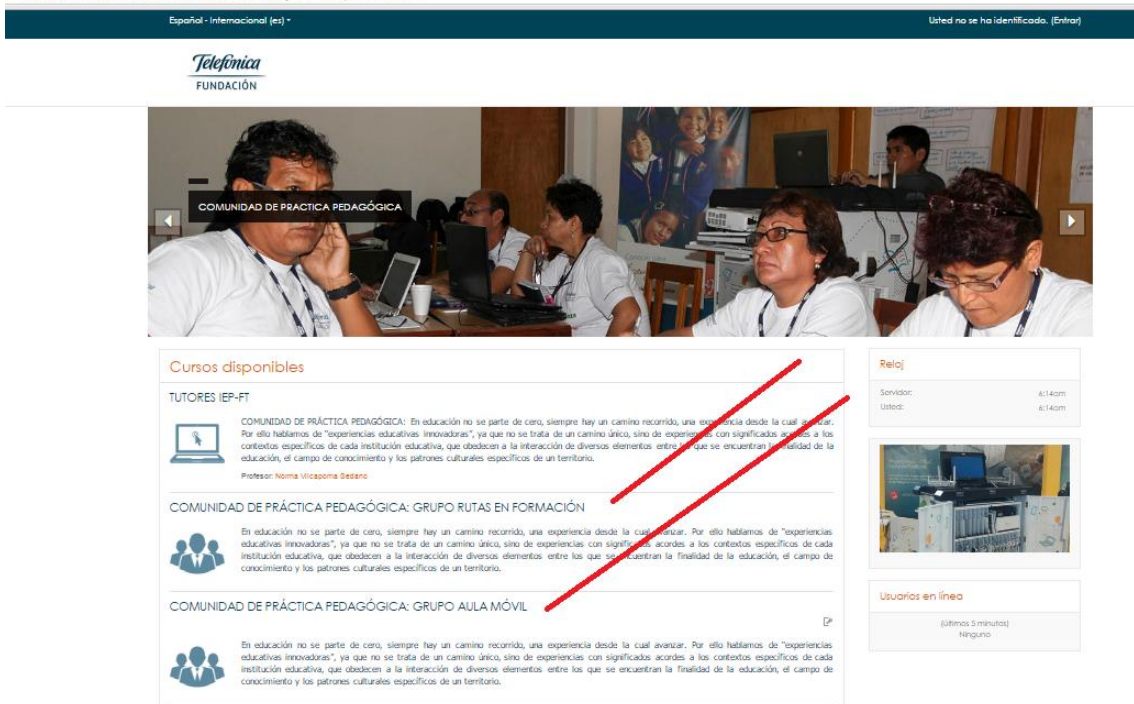 Español - Internacional (es)
Usted no se ha identificado. (Entrar)
Telefónica
FUNDACIÓN
COMUNIDAD DE PRACTICA PEDAGÓGICA
Cursos disponibles
TUTORES IEP-FT
COMUNIDAD DE PRÁCTICA PEDAGÓGICA: En educación no se parte de cero, siempre hay un camino recorrido, una experiencia desde la cual avanzar.
Por ello hablamos de "experiencias educativas innovadoras", ya que no se trata de un camino único, sino de experiencias con significados acordes a los
contextos específicos de cada institución educativa, que obedecen a la interacción de diversos elementos entre los que se encuentran la finalidad de la
educación, el campo de conocimiento y los patrones culturales específicos de un territorio.
Profesor: Norma Vilcapoma Sedano
COMUNIDAD DE PRÁCTICA PEDAGÓGICA: GRUPO RUTAS EN FORMACIÓN
En educación no se parte de cero, siempre hay un camino recorrido, una experiencia desde la cual avanzar. Por ello hablamos de "experiencias
educativas innovadoras", ya que no se trata de un camino único, sino de experiencias con significados acordes a los contextos específicos de cada
institución educativa, que obedecen a la interacción de diversos elementos entre los que se encuentran la finalidad de la educación, el campo de
conocimiento y los patrones culturales específicos de un territorio.
COMUNIDAD DE PRÁCTICA PEDAGÓGICA: GRUPO AULA MÓVIL
En educación no se parte de cero, siempre hay un camino recorrido, una experiencia desde la cual avanzar. Por ello hablamos de "experiencias
educativas innovadoras", ya que no se trata de un camino único, sino de experiencias con significados acordes a los contextos específicos de cada
institución educativa, que obedecen a la interacción de diversos elementos entre los que se encuentran la finalidad de la educación, el campo de
conocimiento y los patrones culturales específicos de un territorio.
Reloj
Servidor: 6:14am
Usted: 6:14am
Usuarios en línea
(últimos 5 minutos)
Ninguno